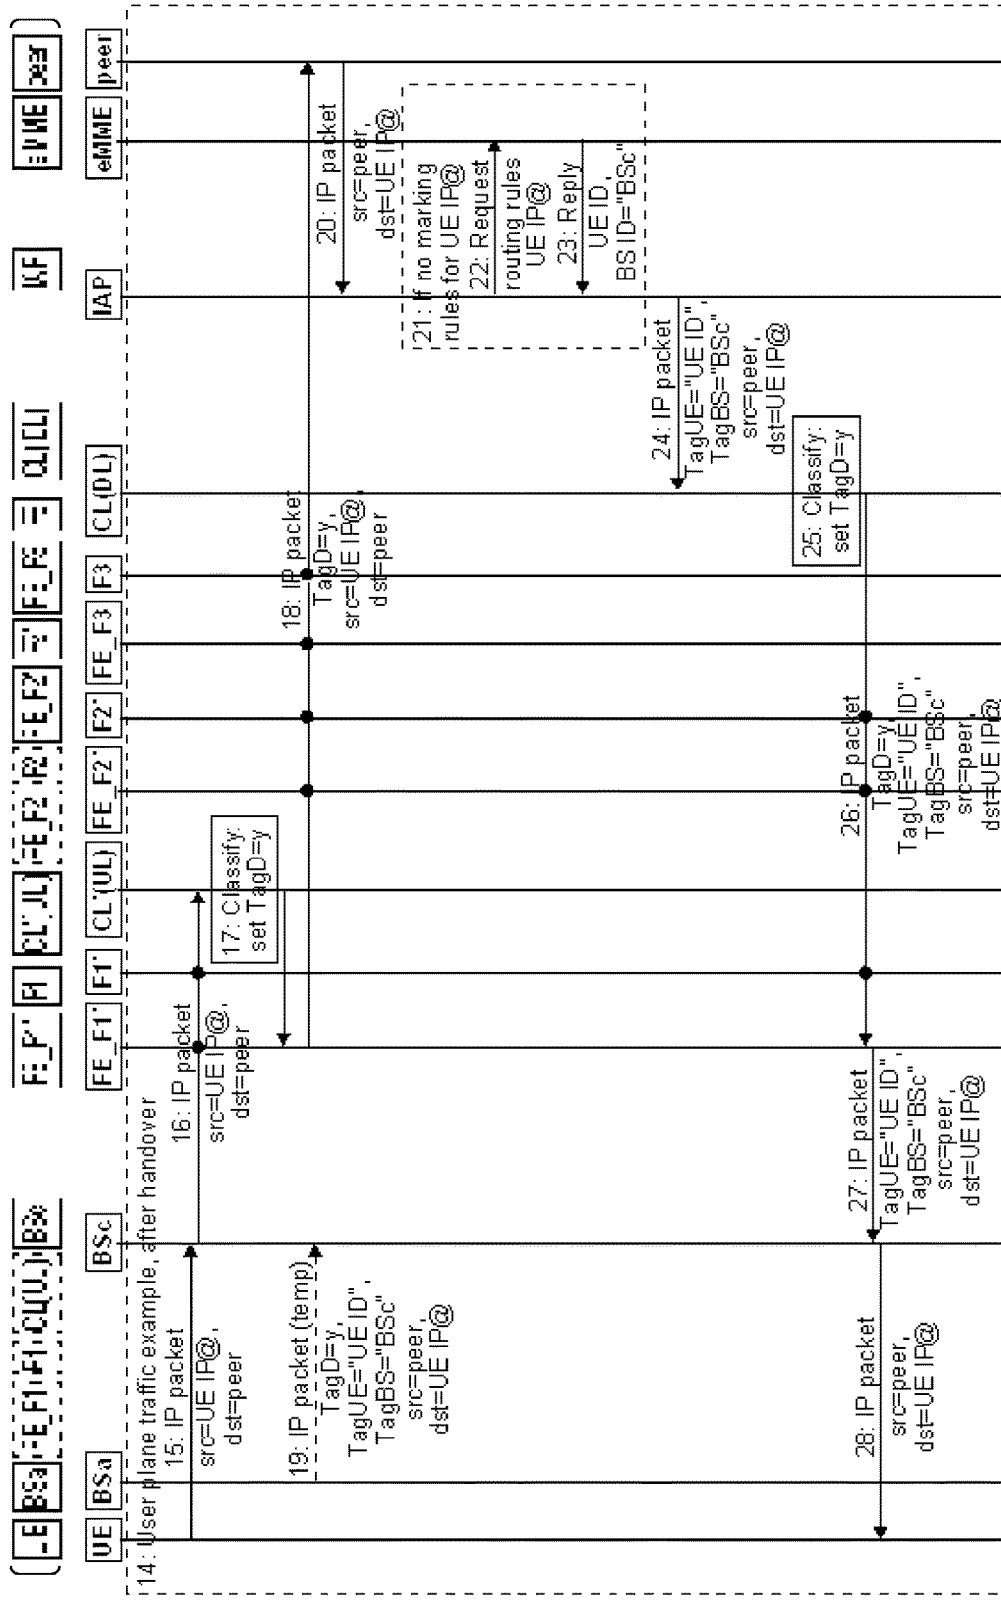 UE
BSa
BSc
FE_F1'
F1'
CL'(UL)
FE_F2'
F2'
FE_F3
F3
CL(DL)
IAP
eMME
peer
14: User plane traffic example, after handover
15: IP packet
src=UE IP@,
dst=peer
16: IP packet
src=UE IP@,
dst=peer
17: Classify:
set TagD=y
18: IP packet
TagD=y,
src=UE IP@,
dst=peer
19: IP packet (temp)
TagD=y,
TagUE="UE ID",
TagBS="BSc"
src=peer,
dst=UE IP@
20: IP packet
src=peer,
dst=UE IP@
21: If no marking
rules for UE IP@
22: Request
routing rules
UE IP@
23: Reply
UE ID,
BS ID="BSc"
24: IP packet
TagUE="UE ID",
TagBS="BSc"
src=peer,
dst=UE IP@
25: Classify:
set TagD=y
26: IP packet
TagD=y,
TagUE="UE ID",
TagBS="BSc"
src=peer,
dst=UE IP@
27: IP packet
TagUE="UE ID",
TagBS="BSc"
src=peer,
dst=UE IP@
28: IP packet
src=peer,
dst=UE IP@